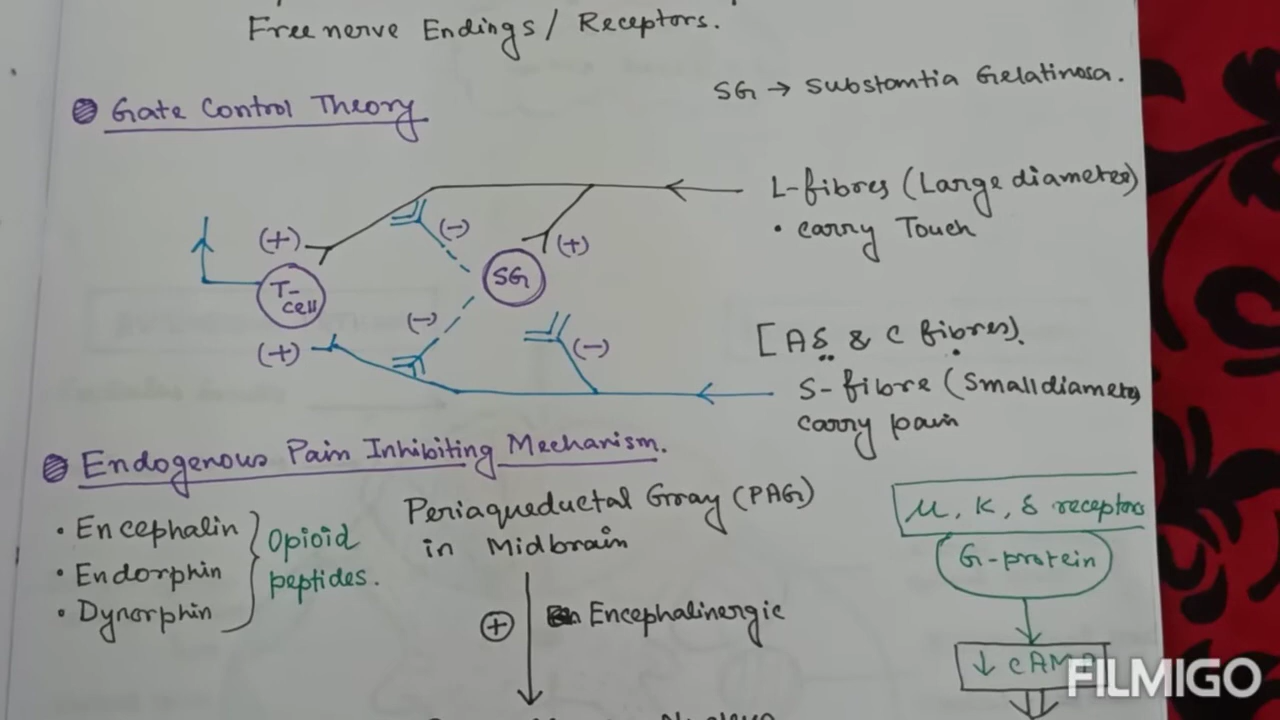 Free nerve Endings / Receptors.
SG → Substantia Gelatinosa.
Gate Control Theory
L-fibres (Large diameter)
• carry Touch
(+)
(-)
(+)
SG
T-cell
(-)
(+)
(-)
[Aδ & C fibres].
S-fibre (Small diameter
carry pain
Endogenous Pain Inhibiting Mechanism.
• Encephalin
• Endorphin
• Dynorphin
Opioid
peptides.
Periaqueductal Gray (PAG)
in Midbrain
+
Encephalinergic
μ, K, δ receptors
G-protein
↓ cAMP
FILMIGO